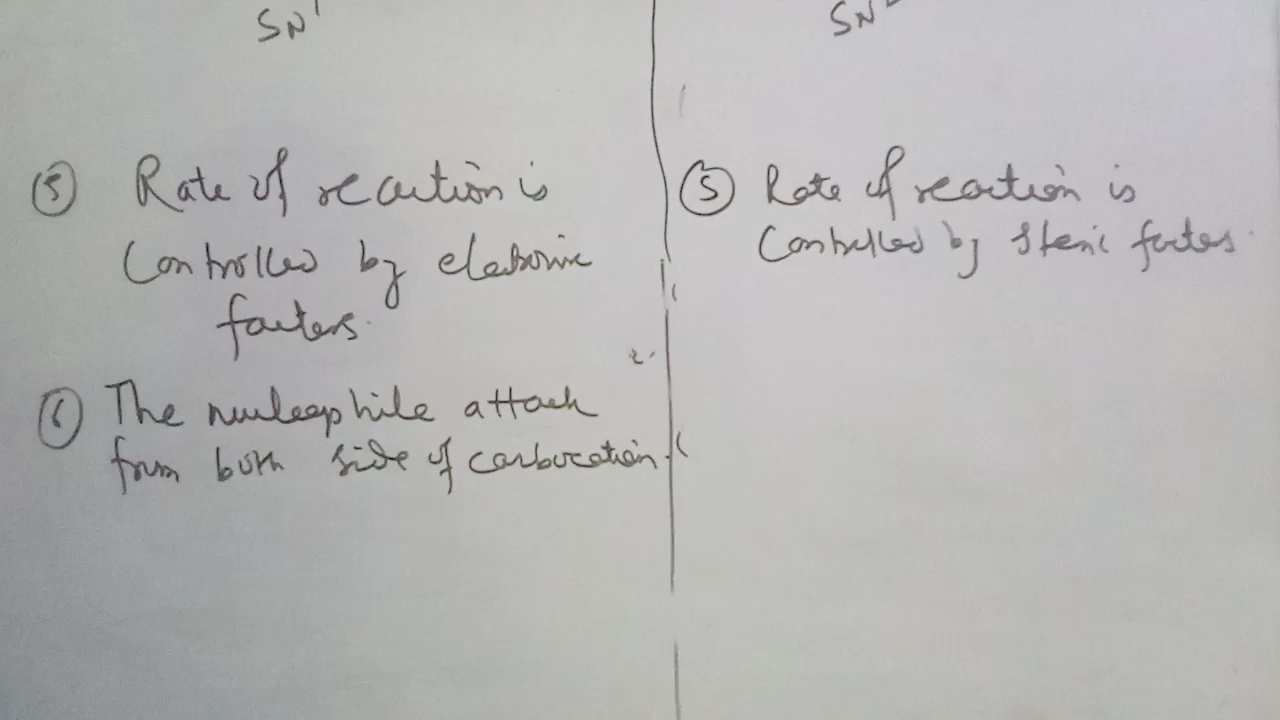 SN1
⑤ Rate of reaction is
Controlled by electronic
factors.
⑥ The nucleophile attack
from both side of carbocation.
SN2
⑤ Rate of reaction is
Controlled by steric factors.